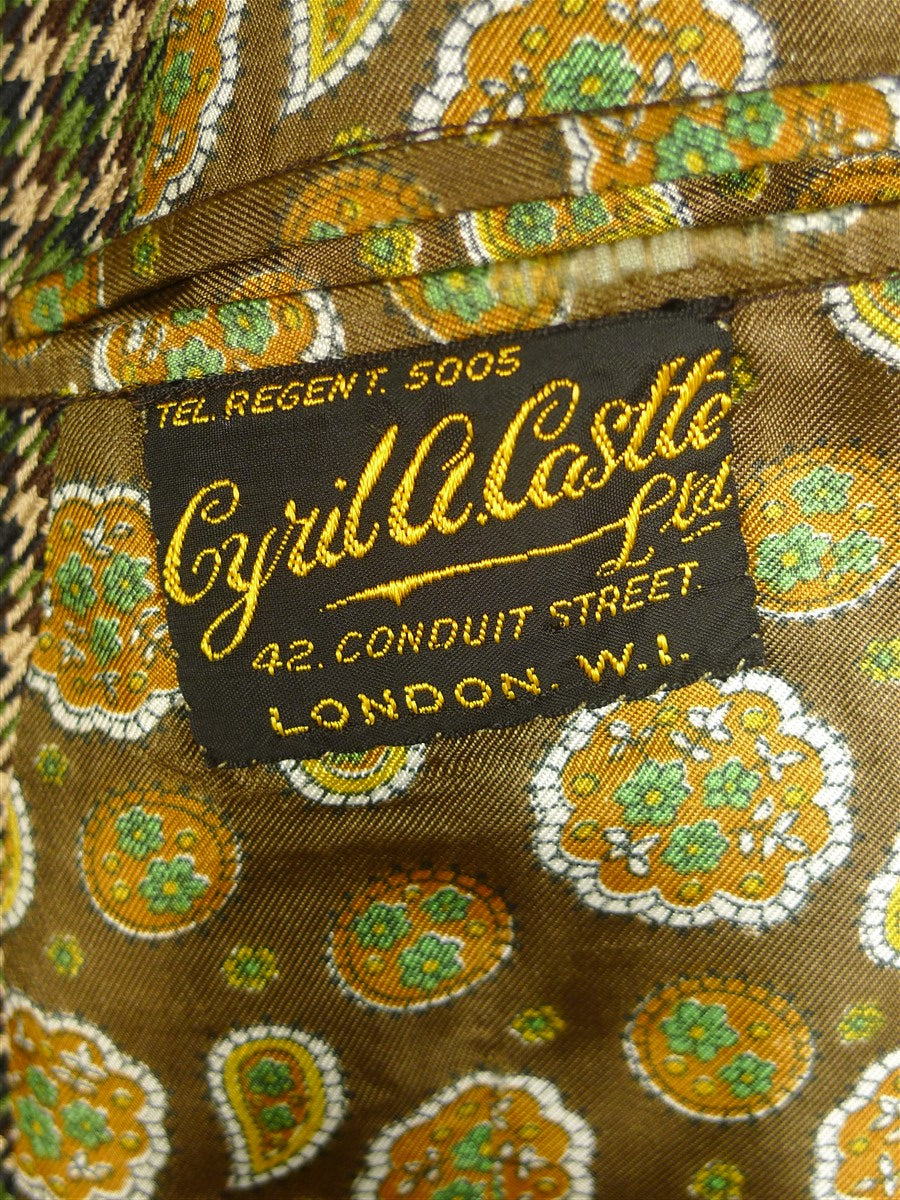 TEL. REGENT. 5005
Cyril A. Castle
Ltd
42. CONDUIT STREET.
LONDON. W.1.